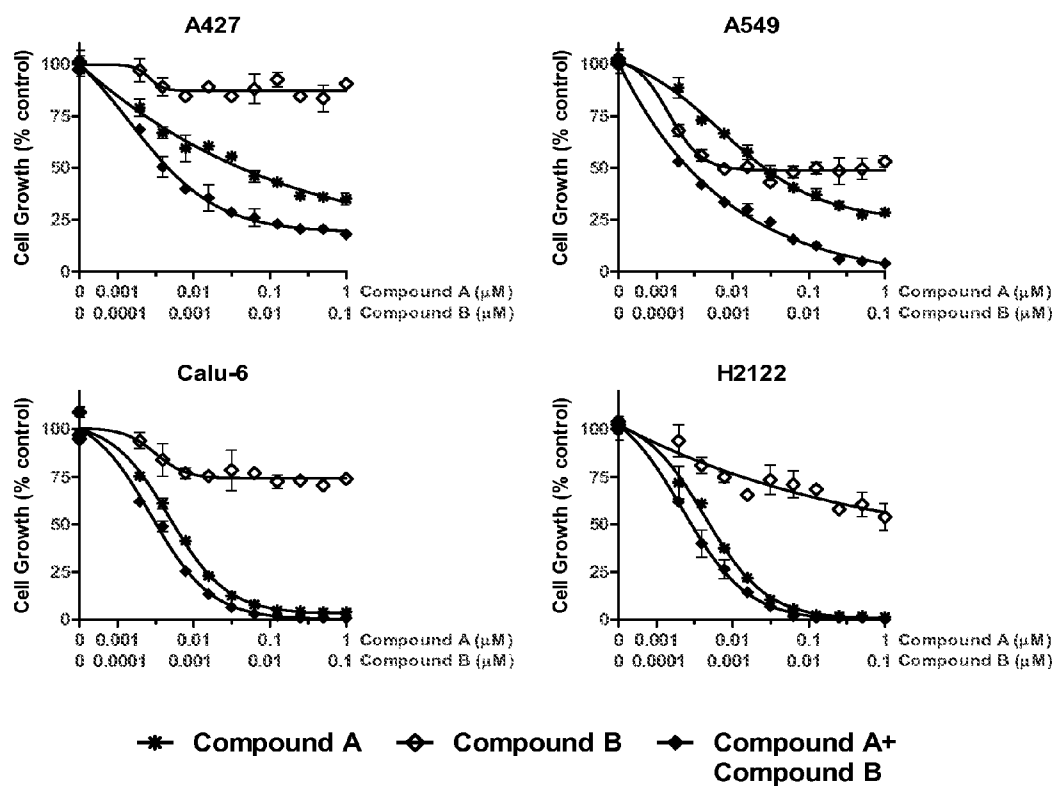 A427
Cell Growth (% control)
100
75
50
25
0
0 0.001 0.01 0.1 1 Compound A (µM)
0 0.0001 0.001 0.01 0.1 Compound B (µM)
A549
Cell Growth (% control)
100
75
50
25
0
0 0.001 0.01 0.1 1 Compound A (µM)
0 0.0001 0.001 0.01 0.1 Compound B (µM)
Calu-6
Cell Growth (% control)
100
75
50
25
0
0 0.001 0.01 0.1 1 Compound A (µM)
0 0.0001 0.001 0.01 0.1 Compound B (µM)
H2122
Cell Growth (% control)
100
75
50
25
0
0 0.001 0.01 0.1 1 Compound A (µM)
0 0.0001 0.001 0.01 0.1 Compound B (µM)
Compound A
Compound B
Compound A+
Compound B